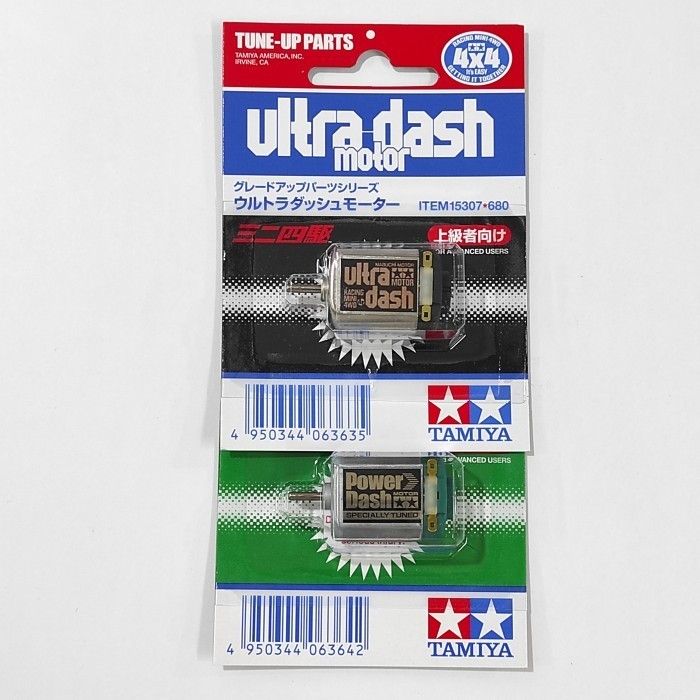 TUNE-UP PARTS
TAMIYA AMERICA, INC.
IRVINE, CA
RACING MINI 4WD
4x4
It's EASY
GETTING IT TOGETHER
ultra-dash
motor
グレードアップパーツシリーズ
ウルトラダッシュモーター
ITEM15307★680
ミニ四駆
上級者向け
FOR ADVANCED USERS
MABUCHI MOTOR
ultra
MOTOR
RACING
MINI
4WD
dash
4 950344 063635
TAMIYA
ADVANCED USERS
Power
Dash
MOTOR
SPECIALLY TUNED
4 950344 063642
TAMIYA